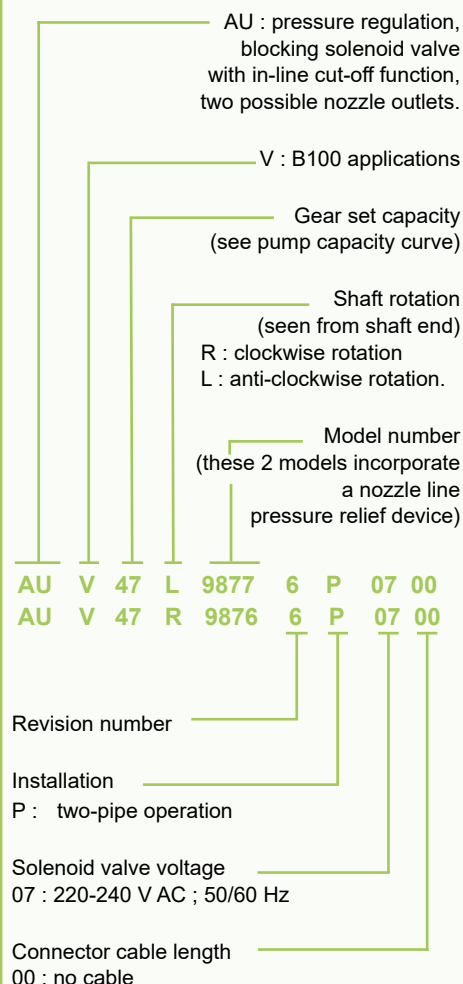 AU : pressure regulation,
blocking solenoid valve
with in-line cut-off function,
two possible nozzle outlets.
V : B100 applications
Gear set capacity
(see pump capacity curve)
Shaft rotation
(seen from shaft end)
R : clockwise rotation
L : anti-clockwise rotation.
Model number
(these 2 models incorporate
a nozzle line
pressure relief device)
AU V 47 L 9877 6 P 07 00
AU V 47 R 9876 6 P 07 00
Revision number
Installation
P : two-pipe operation
Solenoid valve voltage
07 : 220-240 V AC ; 50/60 Hz
Connector cable length
00 : no cable